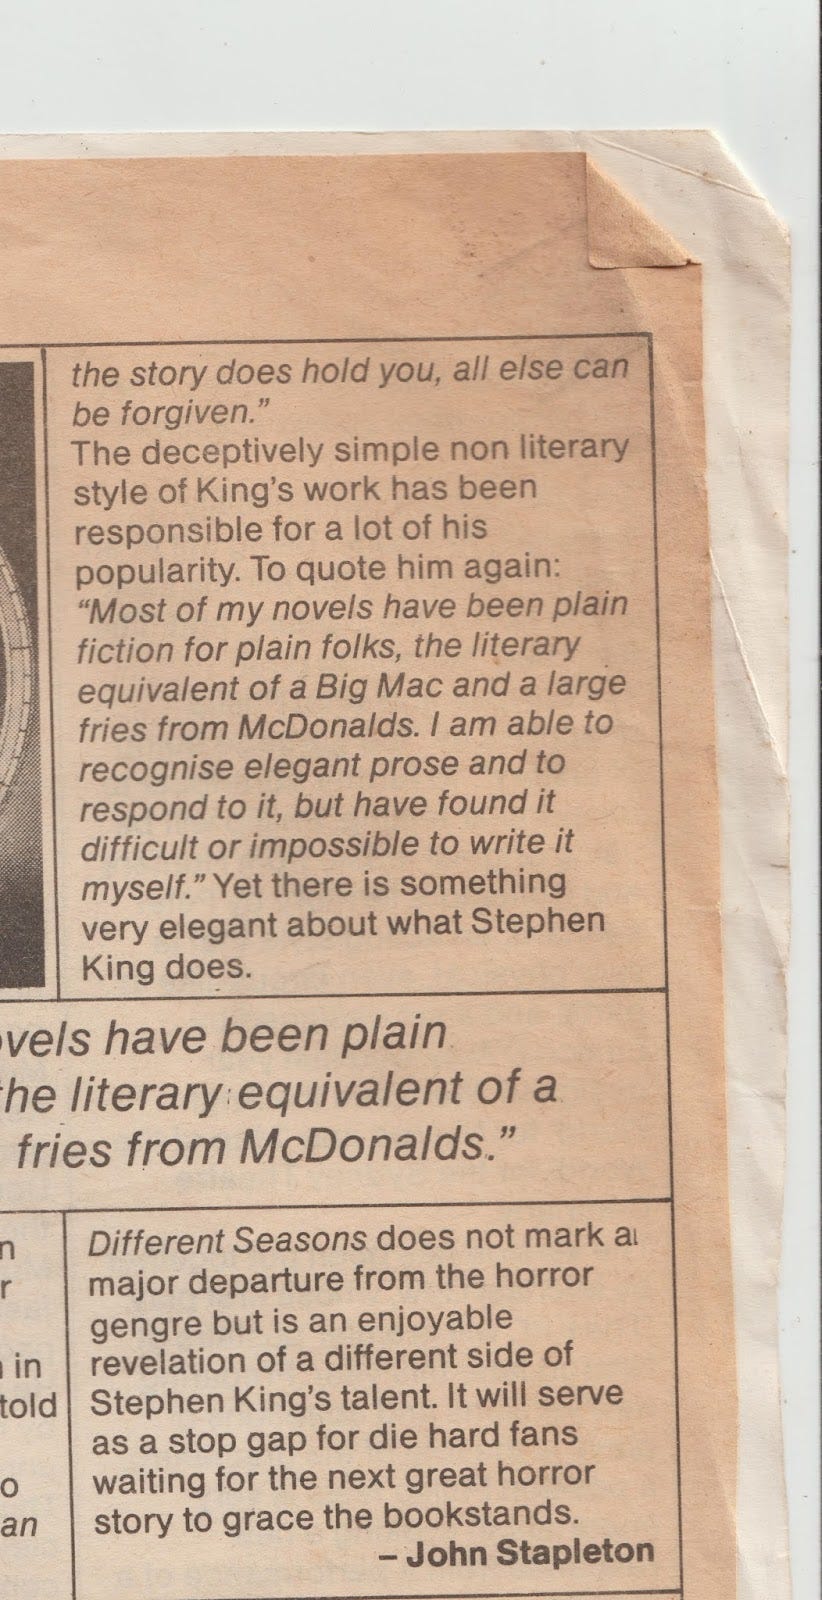 the story does hold you, all else can
be forgiven."
The deceptively simple non literary
style of King's work has been
responsible for a lot of his
popularity. To quote him again:
"Most of my novels have been plain
fiction for plain folks, the literary
equivalent of a Big Mac and a large
fries from McDonalds. I am able to
recognise elegant prose and to
respond to it, but have found it
difficult or impossible to write it
myself." Yet there is something
very elegant about what Stephen
King does.
ovels have been plain
the literary equivalent of a
fries from McDonalds."
n
r
in
told
o
an
Different Seasons does not mark a
major departure from the horror
gengre but is an enjoyable
revelation of a different side of
Stephen King's talent. It will serve
as a stop gap for die hard fans
waiting for the next great horror
story to grace the bookstands.
– John Stapleton